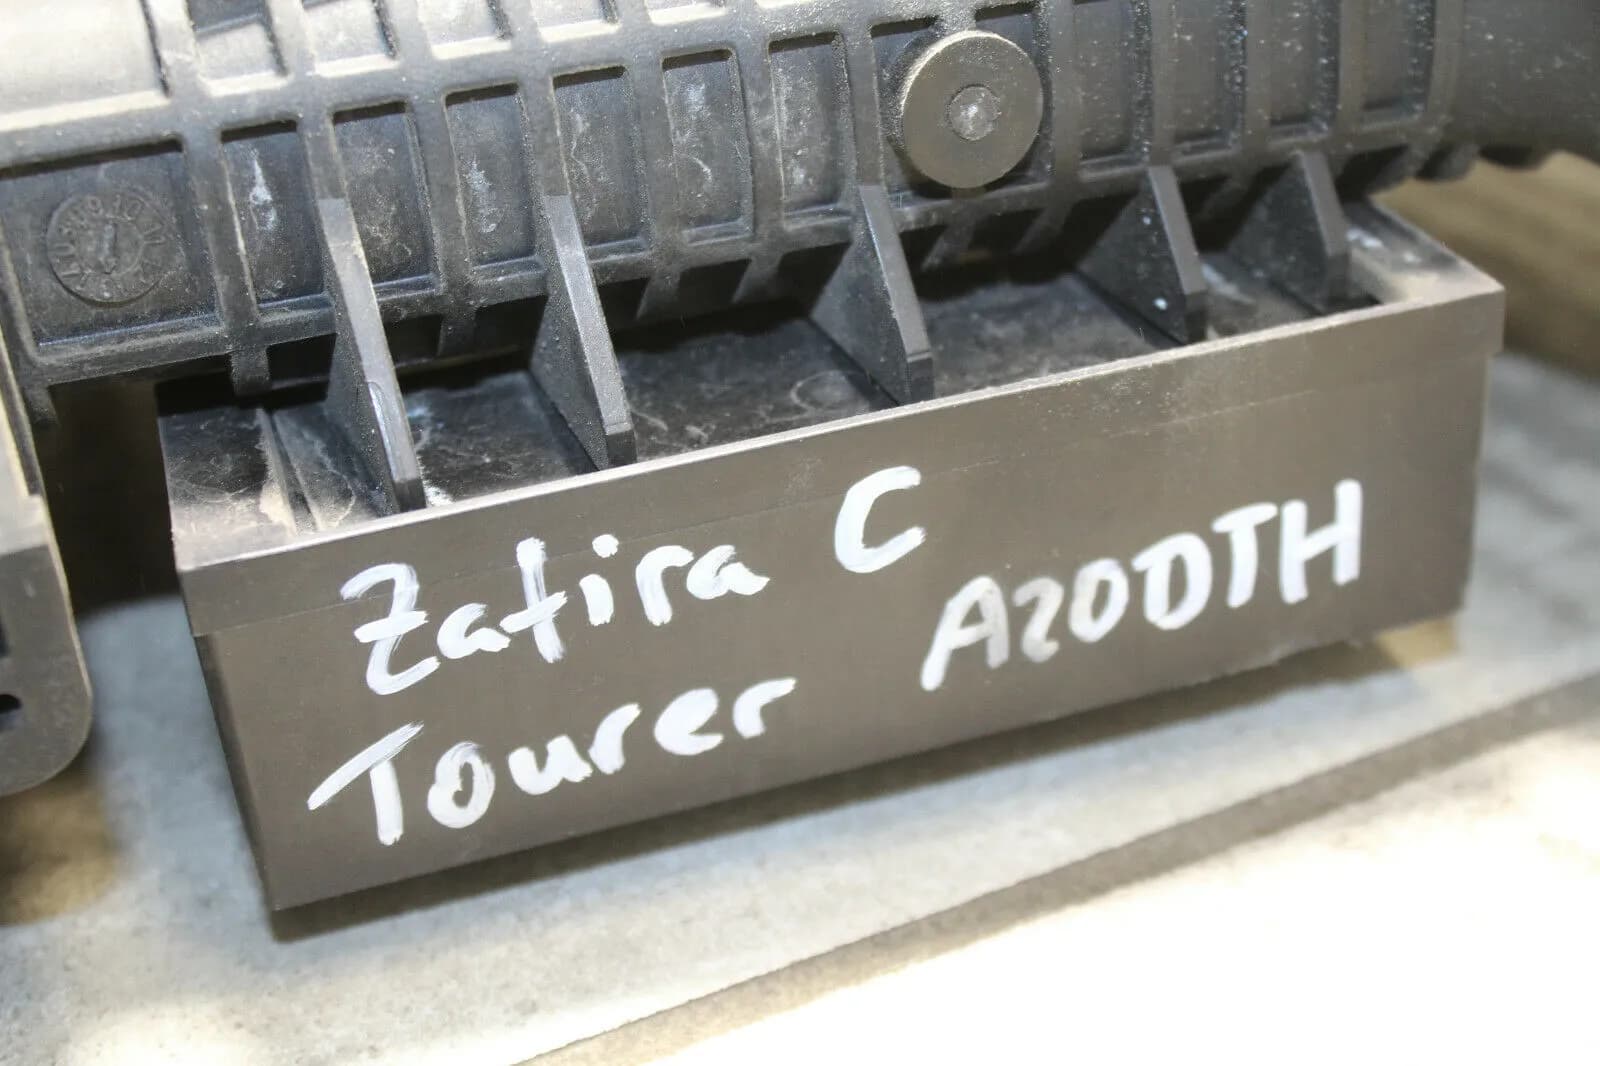 Zafira C
Tourer A20DTH